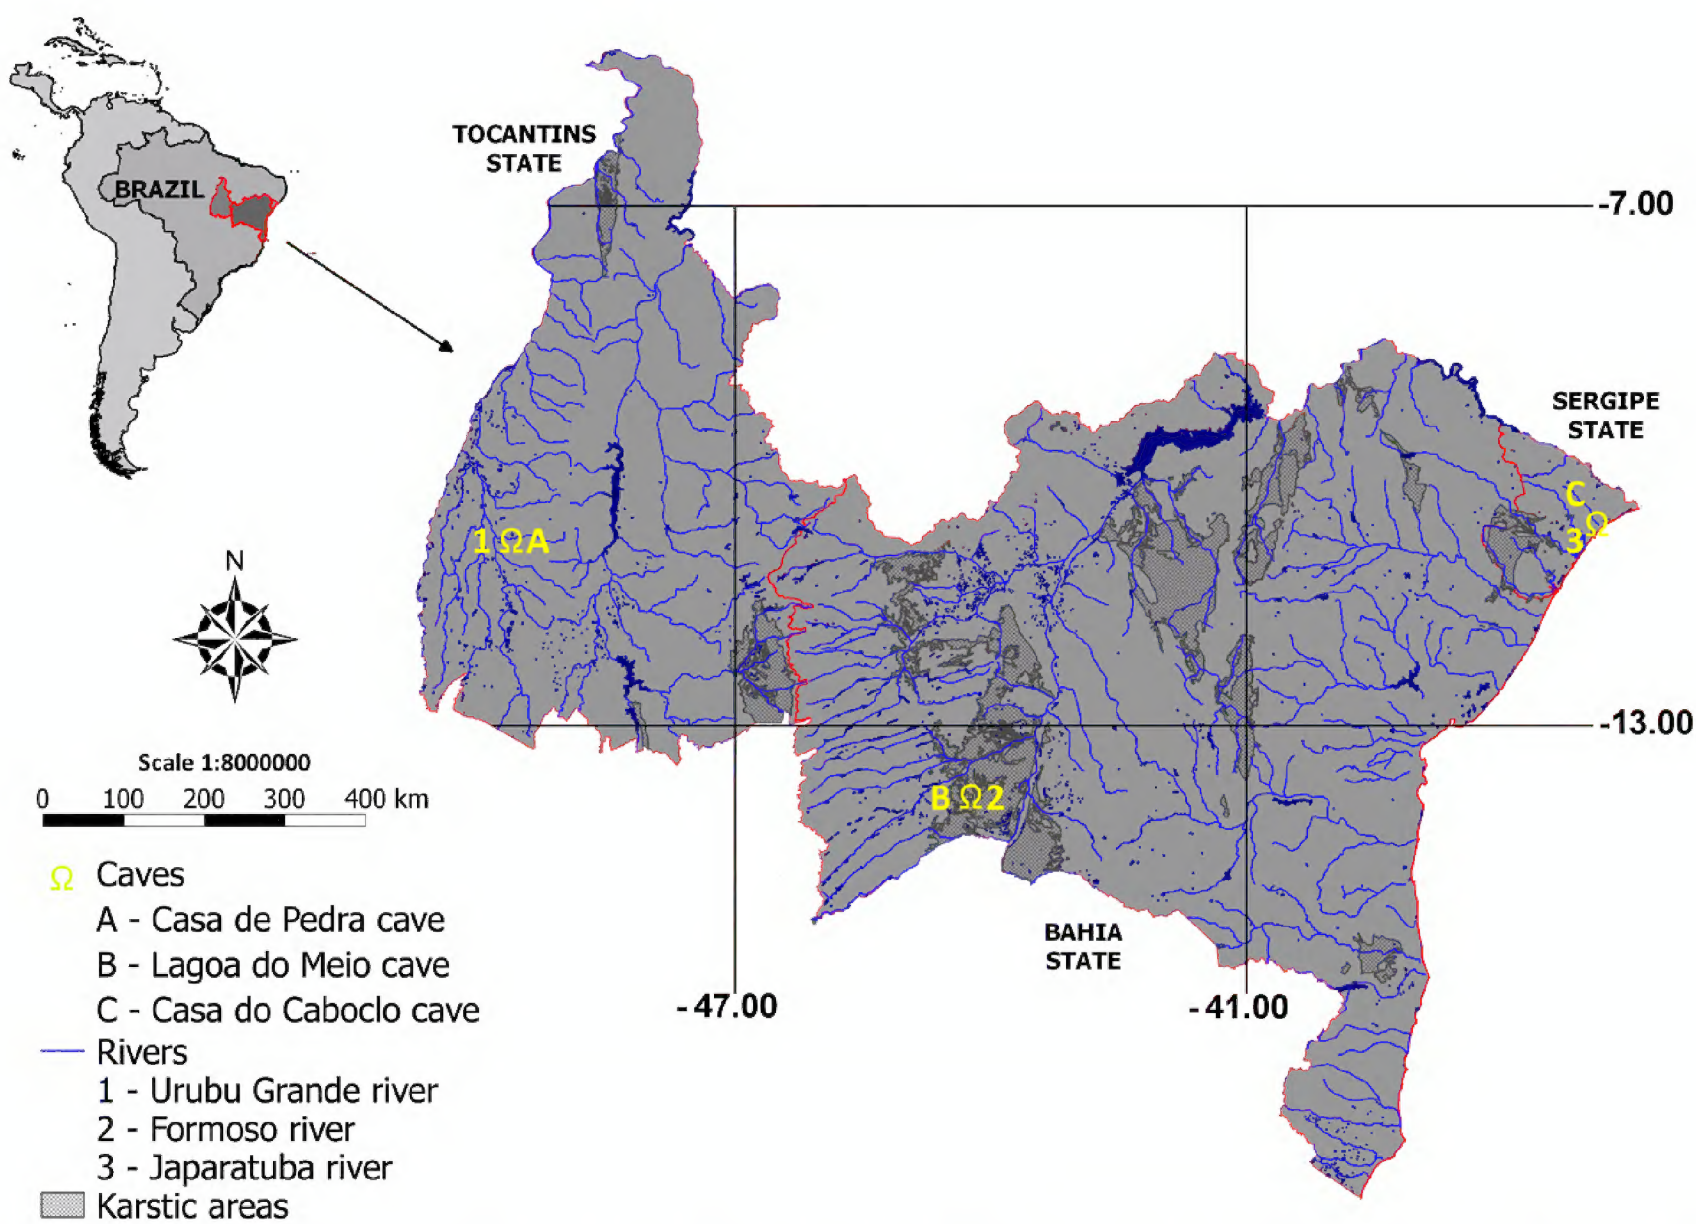 TOCANTINS
STATE
BRAZIL
-7.00
SERGIPE
STATE
C
3 Ω
1 Ω A
N
-13.00
Scale 1:8000000
0 100 200 300 400 km
B Ω 2
Ω Caves
A - Casa de Pedra cave
B - Lagoa do Meio cave
C - Casa do Caboclo cave
Rivers
1 - Urubu Grande river
2 - Formoso river
3 - Japaratuba river
Karstic areas
BAHIA
STATE
-47.00
-41.00